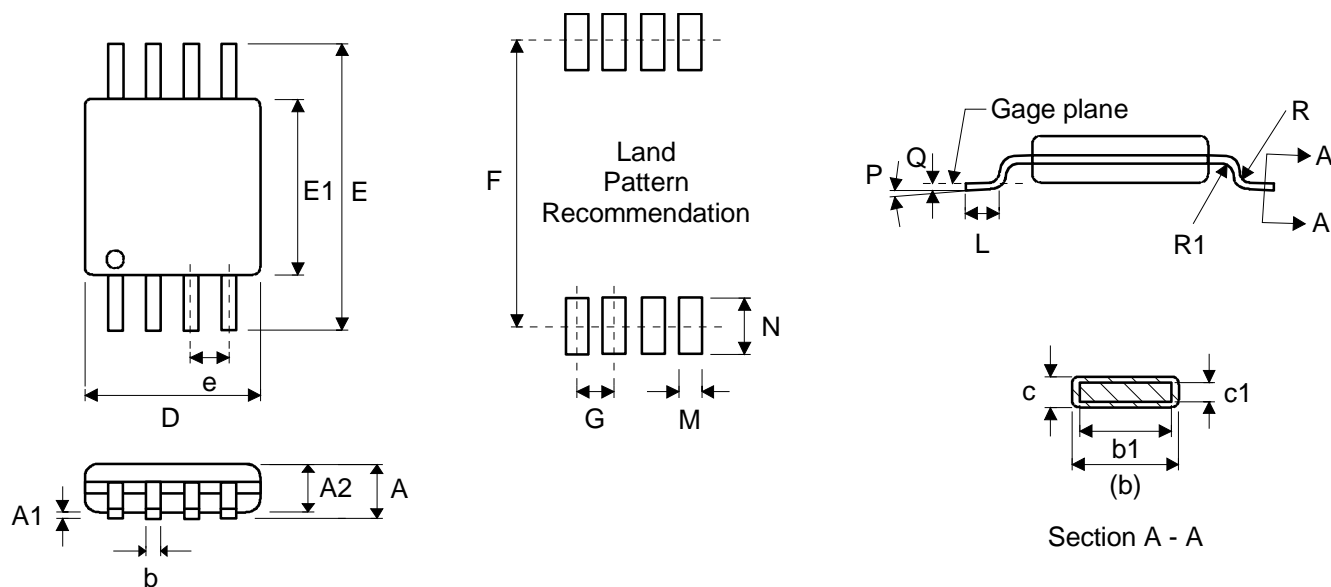 E1
E
e
D
A1
A2
A
b
F
Land
Pattern
Recommendation
N
G
M
Gage plane
R
Q
P
A
L
R1
A
c
c1
b1
(b)
Section A - A